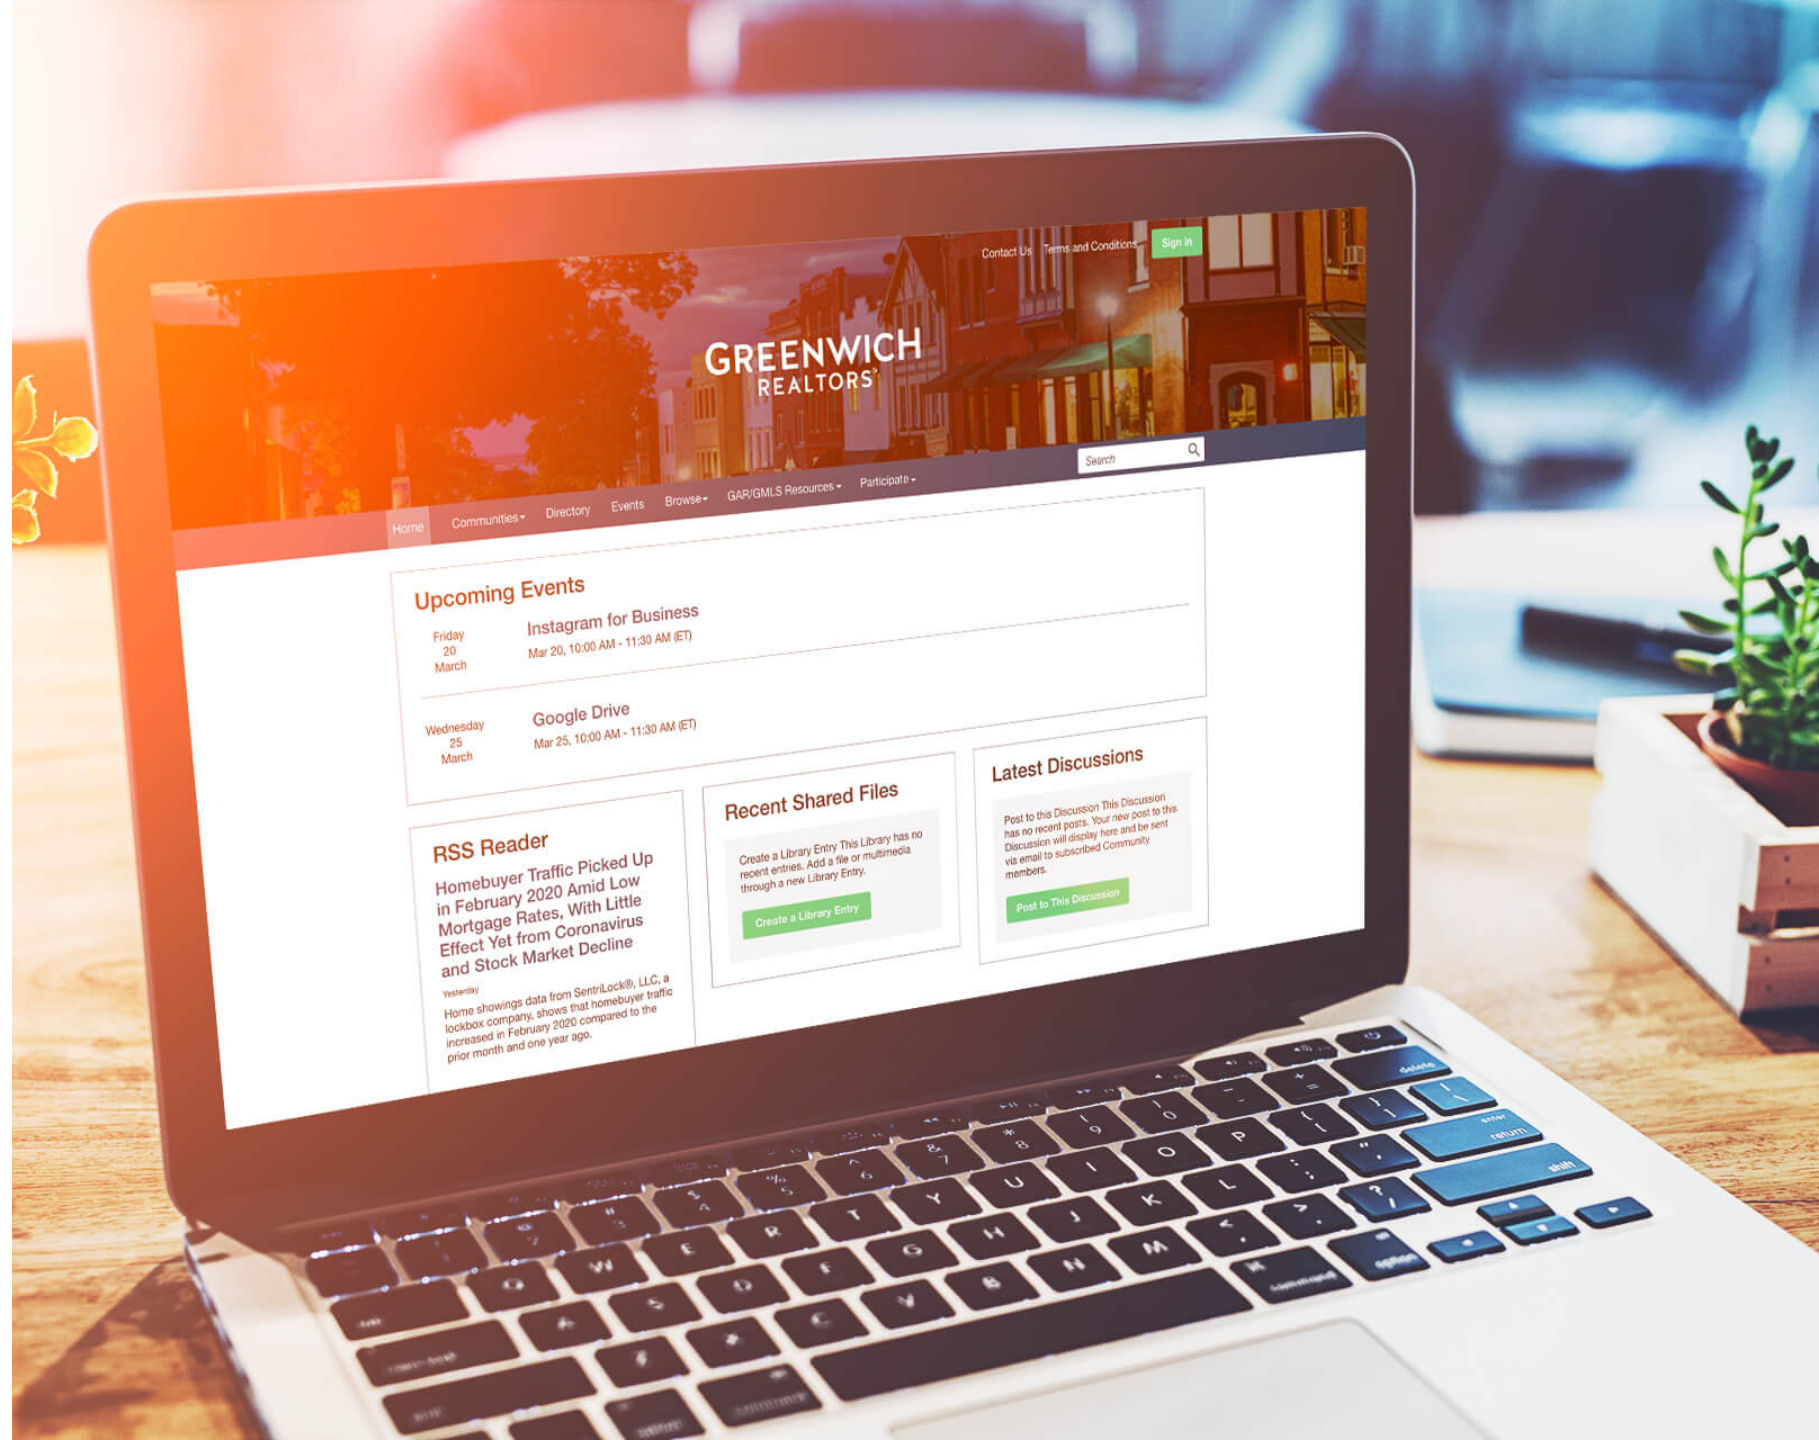 Contact Us Terms and Conditions Sign in
GREENWICH
REALTORS®
Search
Home Communities Directory Events Browse GAR/GMLS Resources Participate
Upcoming Events
Friday
20
March
Instagram for Business
Mar 20, 10:00 AM - 11:30 AM (ET)
Wednesday
25
March
Google Drive
Mar 25, 10:00 AM - 11:30 AM (ET)
RSS Reader
Homebuyer Traffic Picked Up
in February 2020 Amid Low
Mortgage Rates, With Little
Effect Yet from Coronavirus
and Stock Market Decline
Yesterday
Home showings data from SentriLock®, LLC, a
lockbox company, shows that homebuyer traffic
increased in February 2020 compared to the
prior month and one year ago.
Recent Shared Files
Create a Library Entry This Library has no
recent entries. Add a file or multimedia
through a new Library Entry.
Create a Library Entry
Latest Discussions
Post to this Discussion This Discussion
has no recent posts. Your new post to this
Discussion will display here and be sent
via email to subscribed Community
members.
Post to This Discussion
delete
& * ( )
6 7 8 9 0 - =
Q W E R T Y U I O P
enter
return
A S D F G H J K L
shift
C V B N M
command option